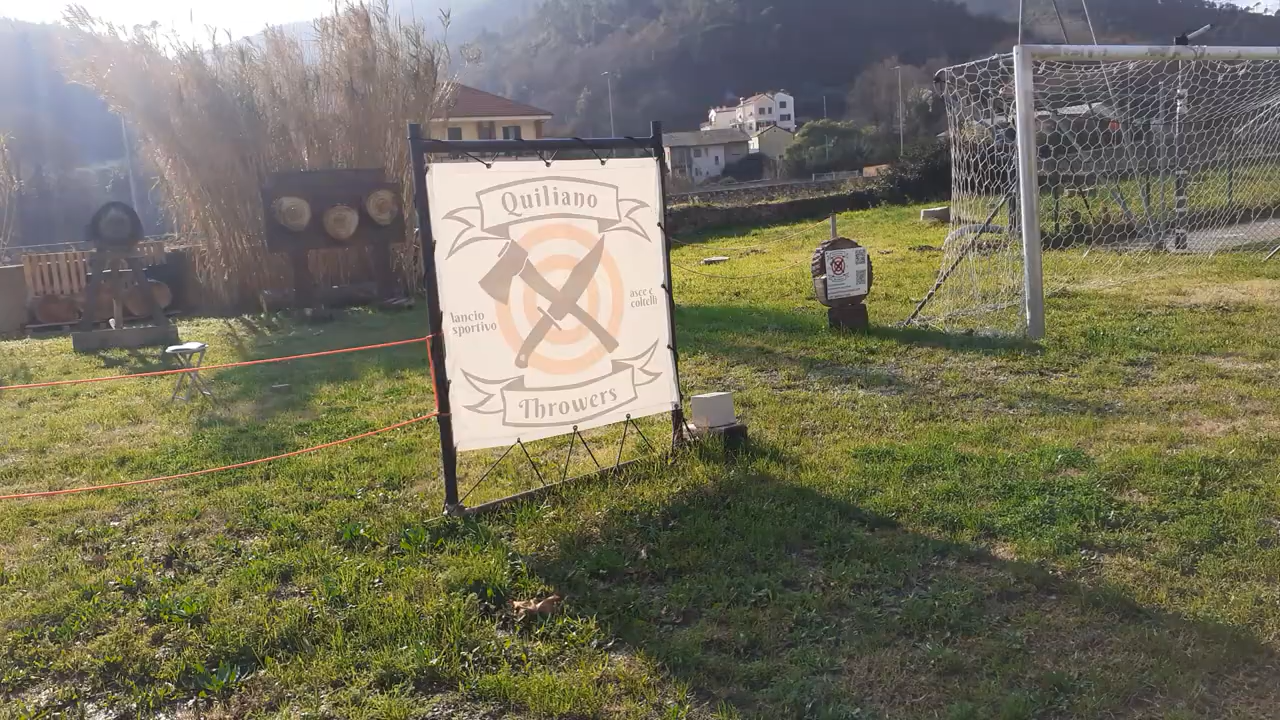 Quiliano
lancio
sportivo
asce e
coltelli
Throwers